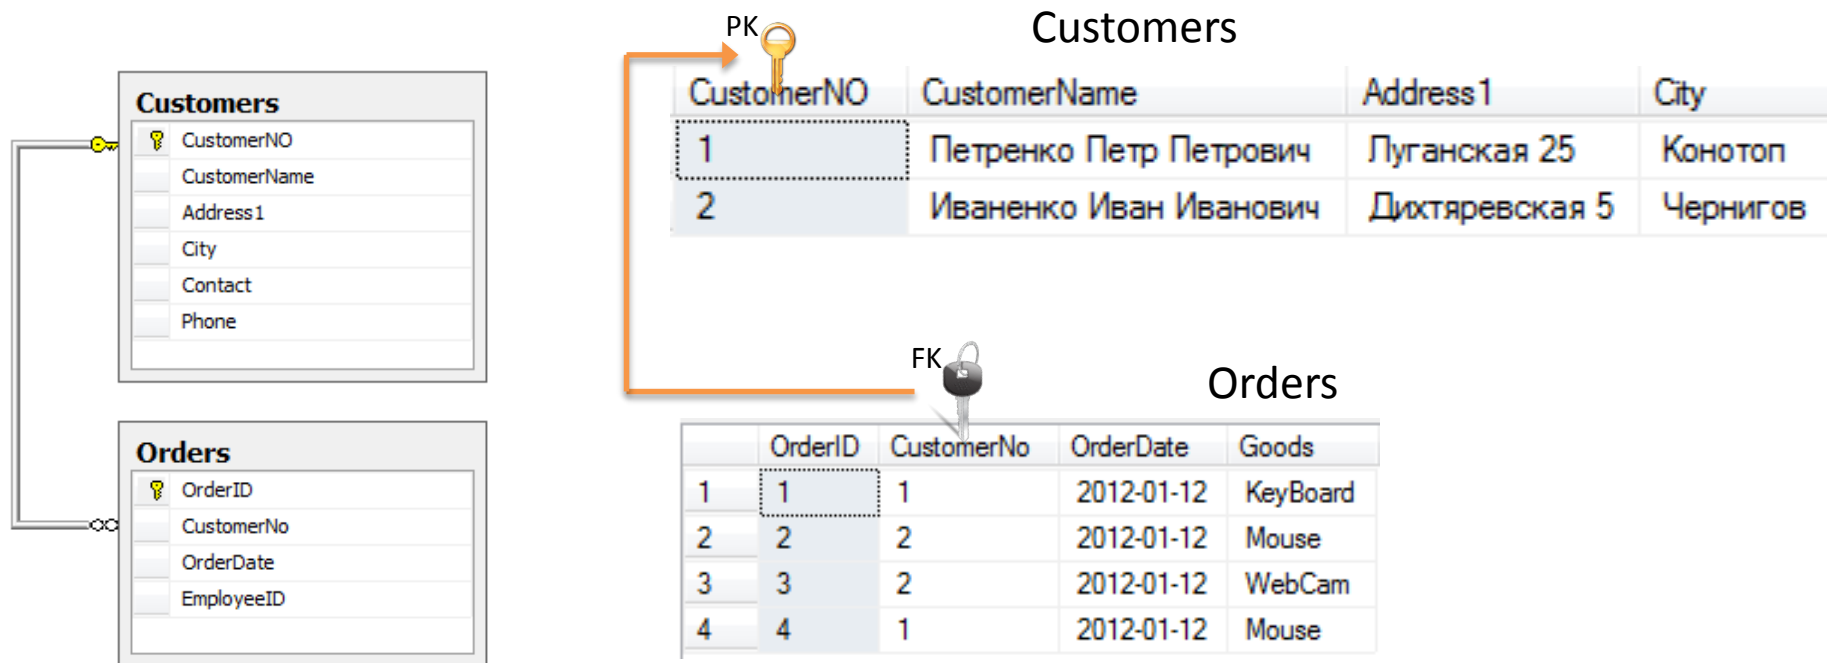 Customers
CustomerNO
CustomerName
Address1
City
Contact
Phone
Orders
OrderID
CustomerNo
OrderDate
EmployeeID
PK
Customers
CustomerNO CustomerName Address1 City
1 Петренко Петр Петрович Луганская 25 Конотоп
2 Иваненко Иван Иванович Дихтяревская 5 Чернигов
FK
Orders
OrderID CustomerNo OrderDate Goods
1 1 1 2012-01-12 KeyBoard
2 2 2 2012-01-12 Mouse
3 3 2 2012-01-12 WebCam
4 4 1 2012-01-12 Mouse